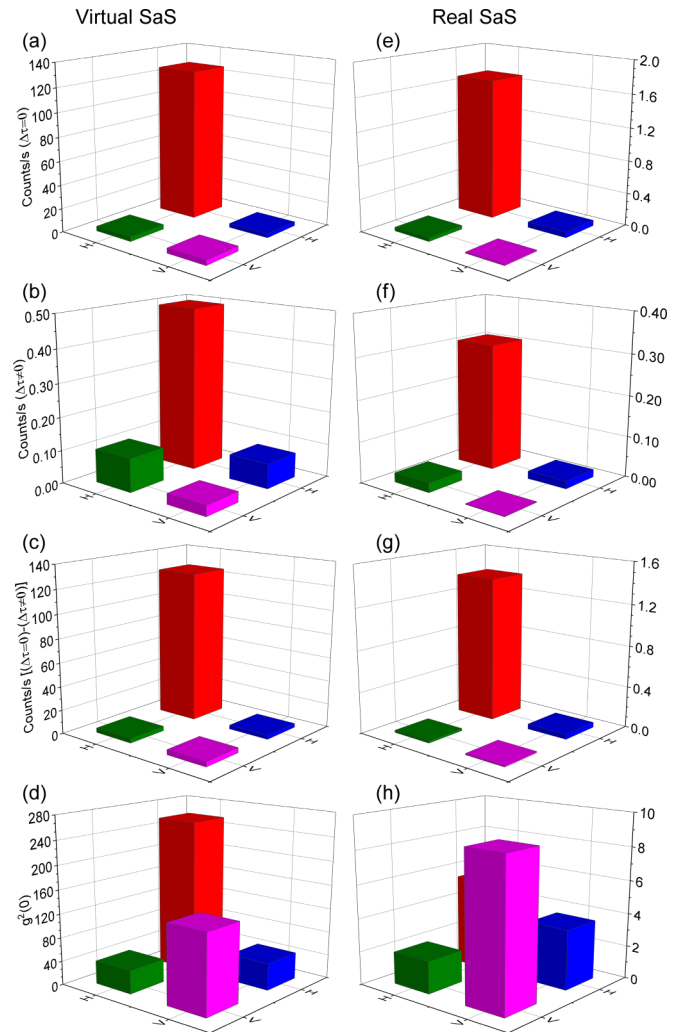 Virtual SaS
Real SaS
(a)
Counts/s (Δτ=0)
140
120
100
80
60
40
20
0
H
V
V
H
(e)
2.0
1.6
1.2
0.8
0.4
0.0
H
V
V
H
(b)
Counts/s (Δτ≠0)
0.50
0.40
0.30
0.20
0.10
0.00
H
V
V
H
(f)
0.40
0.30
0.20
0.10
0.00
H
V
V
H
(c)
Counts/s [(Δτ=0)-(Δτ≠0)]
140
120
100
80
60
40
20
0
H
V
V
H
(g)
1.6
1.2
0.8
0.4
0.0
H
V
V
H
(d)
g²(0)
280
240
200
160
120
80
40
0
H
V
V
H
(h)
10
8
6
4
2
0
H
V
V
H